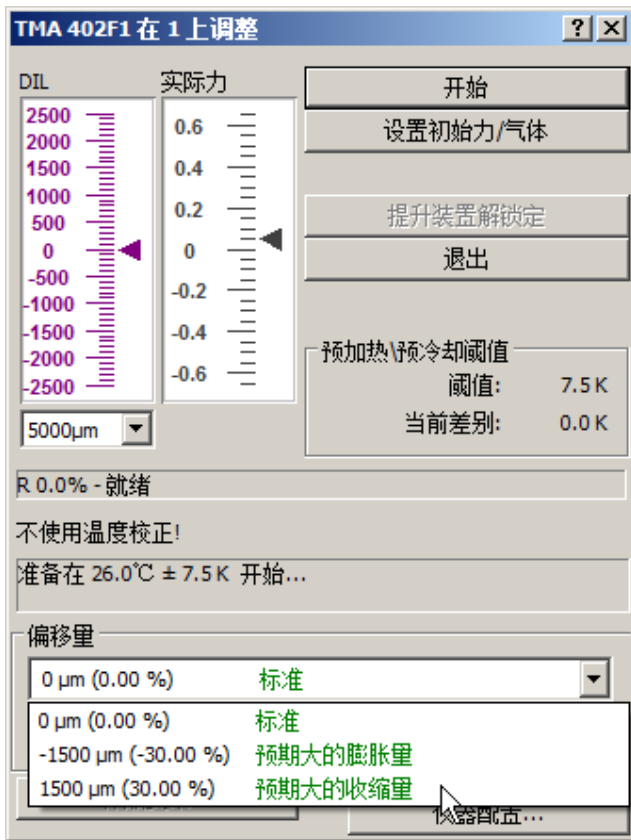 TMA 402F1 在 1 上调整
DIL
2500
2000
1500
1000
500
0
-500
-1000
-1500
-2000
-2500
5000μm
实际力
0.6
0.4
0.2
0
-0.2
-0.4
-0.6
开始
设置初始力/气体
提升装置解锁定
退出
预加热\预冷却阈值
阈值: 7.5 K
当前差别: 0.0 K
R 0.0% - 就绪
不使用温度校正!
准备在 26.0℃ ± 7.5 K 开始...
偏移量
0 μm (0.00 %) 标准
0 μm (0.00 %) 标准
-1500 μm (-30.00 %) 预期大的膨胀量
1500 μm (30.00 %) 预期大的收缩量
仪器配置...